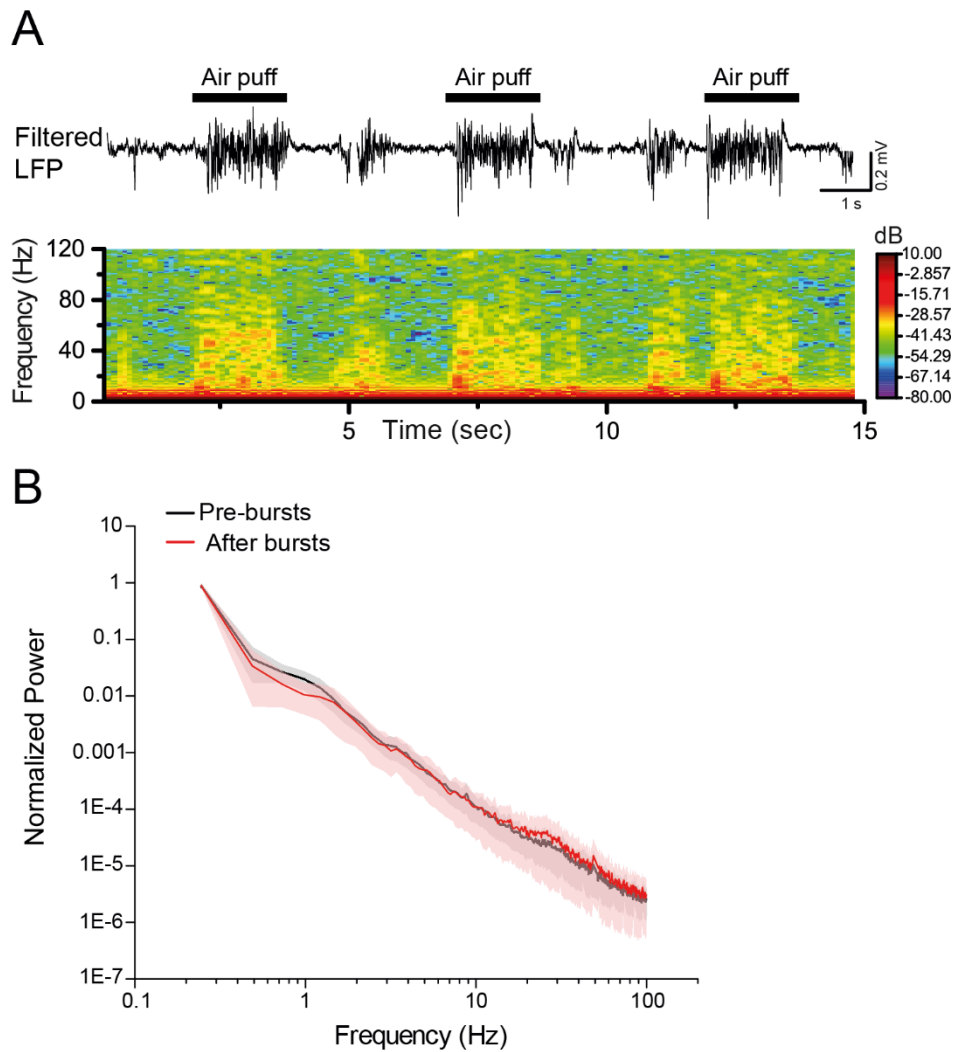 A
Air puff Air puff Air puff
Filtered
LFP
0.2 mV
1 s
dB
120
80
40
0
Frequency (Hz)
10.00
-2.857
-15.71
-28.57
-41.43
-54.29
-67.14
-80.00
5 10 15
Time (sec)
B
Pre-bursts
After bursts
10
1
0.1
0.01
0.001
1E-4
1E-5
1E-6
1E-7
Normalized Power
0.1 1 10 100
Frequency (Hz)